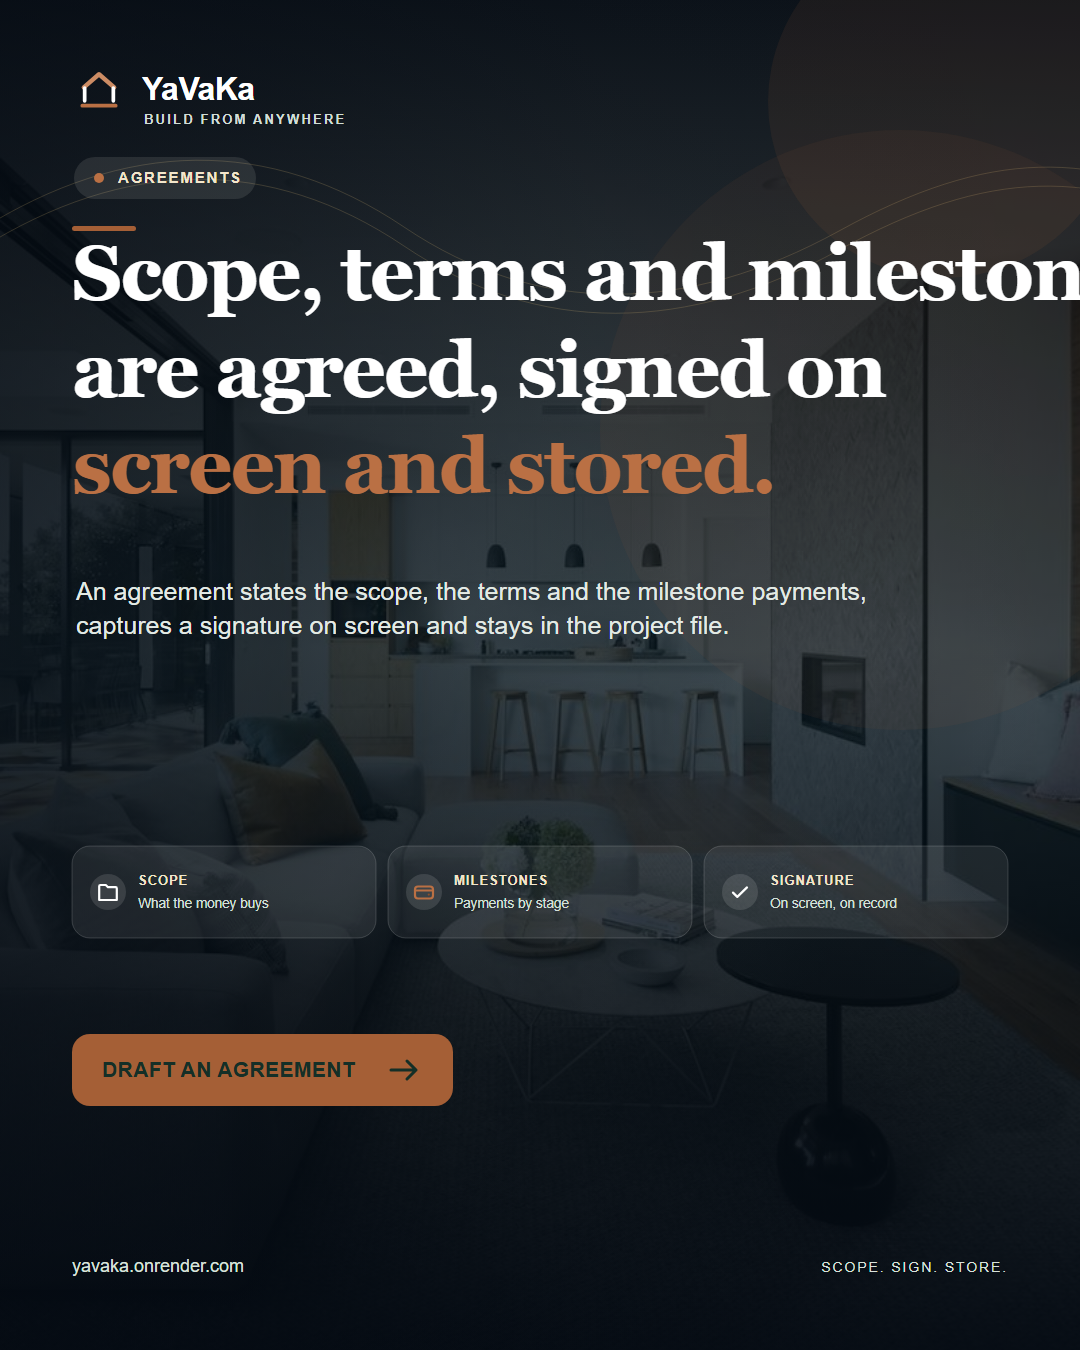 YaVaKa
BUILD FROM ANYWHERE
AGREEMENTS
Scope, terms and mileston
are agreed, signed on
screen and stored.
An agreement states the scope, the terms and the milestone payments,
captures a signature on screen and stays in the project file.
SCOPE
What the money buys
MILESTONES
Payments by stage
SIGNATURE
On screen, on record
DRAFT AN AGREEMENT
yavaka.onrender.com
SCOPE. SIGN. STORE.